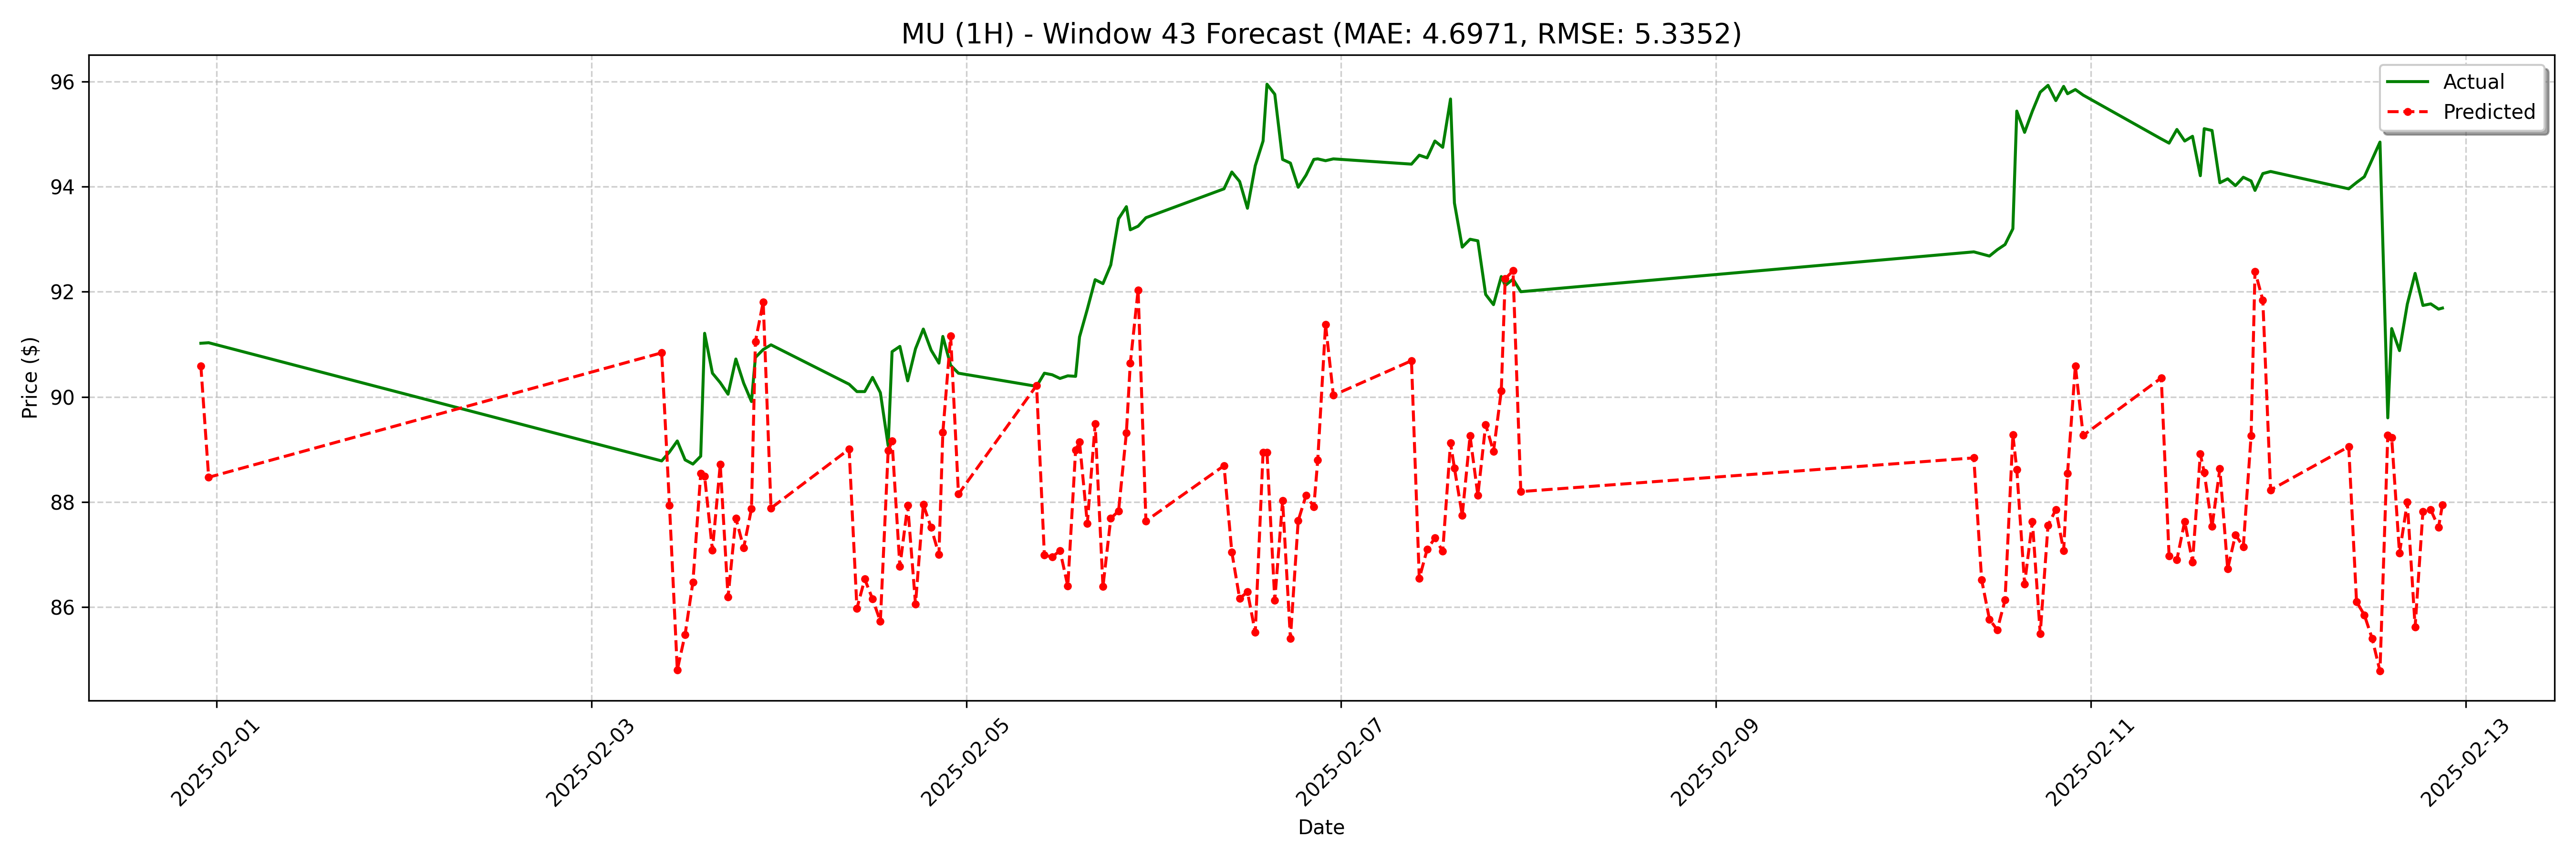 MU (1H) - Window 43 Forecast (MAE: 4.6971, RMSE: 5.3352)
Actual
Predicted
Price ($)
96
94
92
90
88
86
2025-02-01
2025-02-03
2025-02-05
2025-02-07
2025-02-09
2025-02-11
2025-02-13
Date